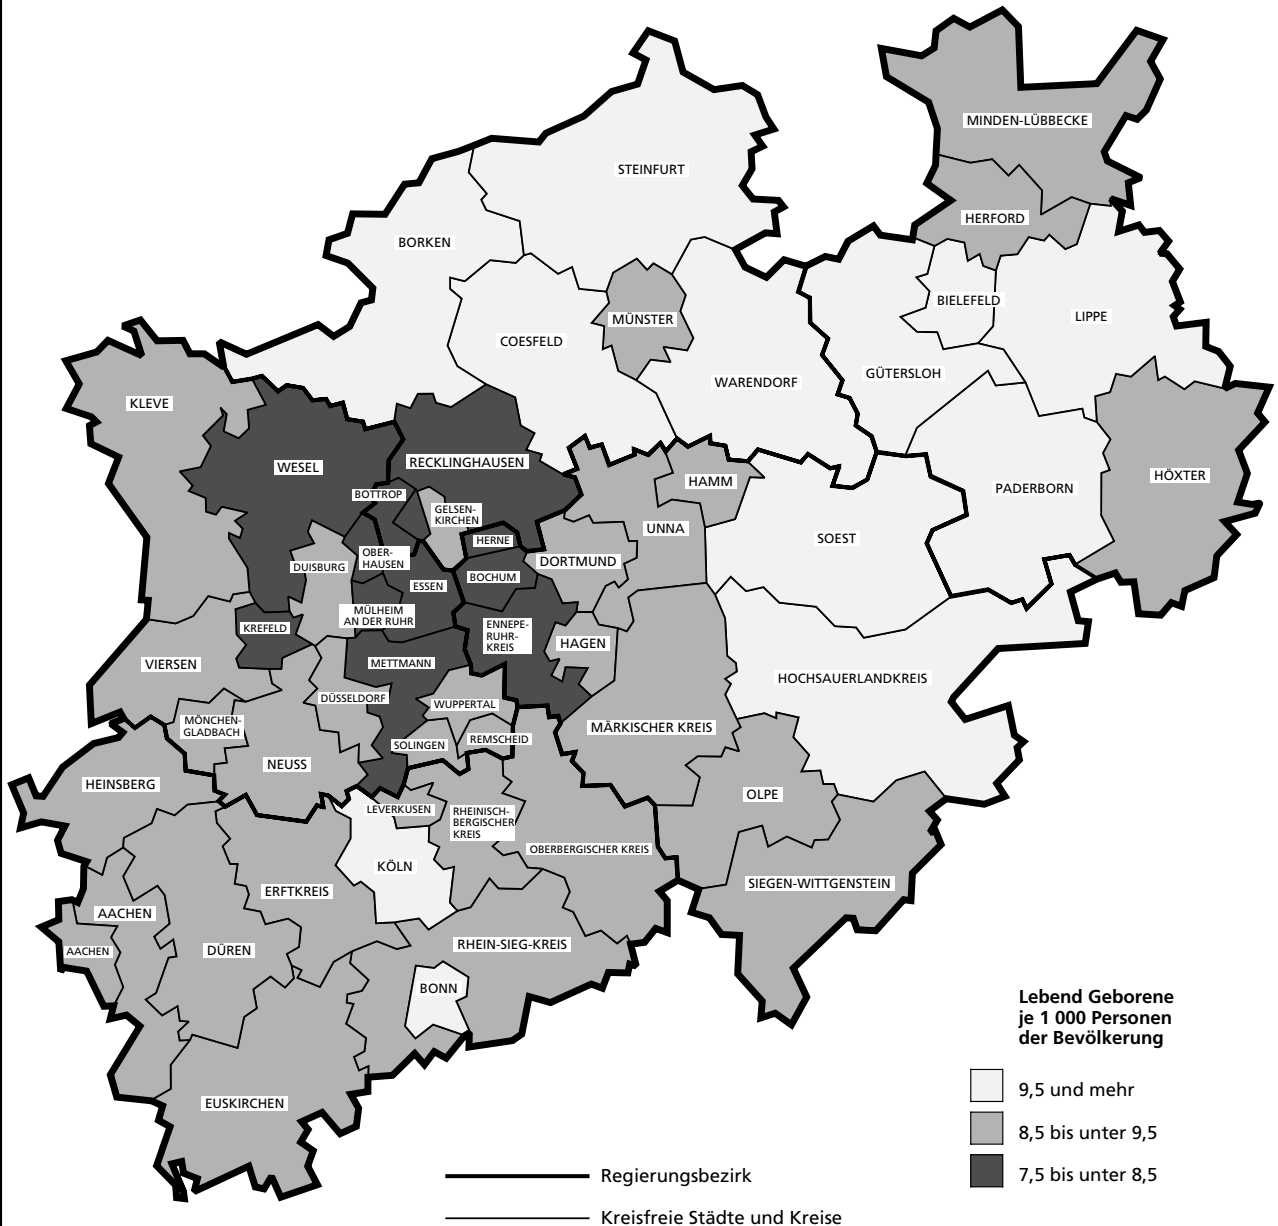 MINDEN-LÜBBECKE
STEINFURT
HERFORD
BORKEN
BIELEFELD
LIPPE
MÜNSTER
COESFELD
GÜTERSLOH
WARENDORF
KLEVE
WESEL
RECKLINGHAUSEN
HÖXTER
HAMM
PADERBORN
BOTTROP
GELSEN-
KIRCHEN
UNNA
SOEST
HERNE
OBER-
HAUSEN
DORTMUND
DUISBURG
BOCHUM
ESSEN
MÜLHEIM
AN DER RUHR
KREFELD
ENNEPE-
RUHR-
KREIS
HAGEN
VIERSEN
METTMANN
HOCHSAUERLANDKREIS
DÜSSELDORF
WUPPERTAL
MÖNCHEN-
GLADBACH
MÄRKISCHER KREIS
SOLINGEN
REMSCHEID
NEUSS
HEINSBERG
OLPE
LEVERKUSEN
RHEINISCH-
BERGISCHER
KREIS
OBERBERGISCHER KREIS
KÖLN
ERFTKREIS
SIEGEN-WITTGENSTEIN
AACHEN
RHEIN-SIEG-KREIS
AACHEN
DÜREN
BONN
EUSKIRCHEN
Lebend Geborene
je 1 000 Personen
der Bevölkerung
9,5 und mehr
8,5 bis unter 9,5
7,5 bis unter 8,5
Regierungsbezirk
Kreisfreie Städte und Kreise